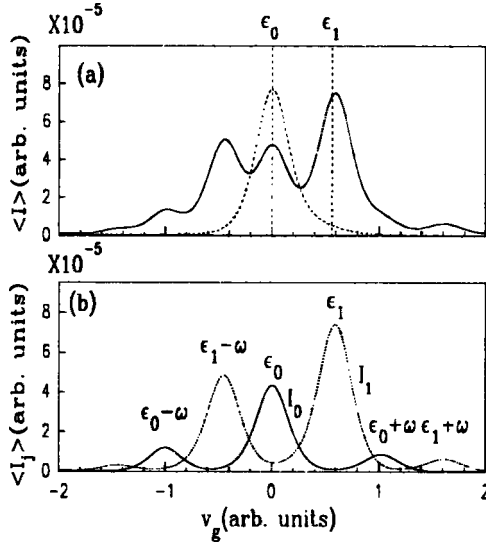 X10⁻⁵
ϵ₀ ϵ₁
(a)
<I>(arb. units)
8
6
4
2
0
X10⁻⁵
(b)
<Iⱼ>(arb. units)
8
6
4
2
0
ϵ₁
ϵ₁−ω
ϵ₀
I₀
I₁
ϵ₀−ω
ϵ₀+ω ϵ₁+ω
−2 −1 0 1 2
v_g(arb. units)